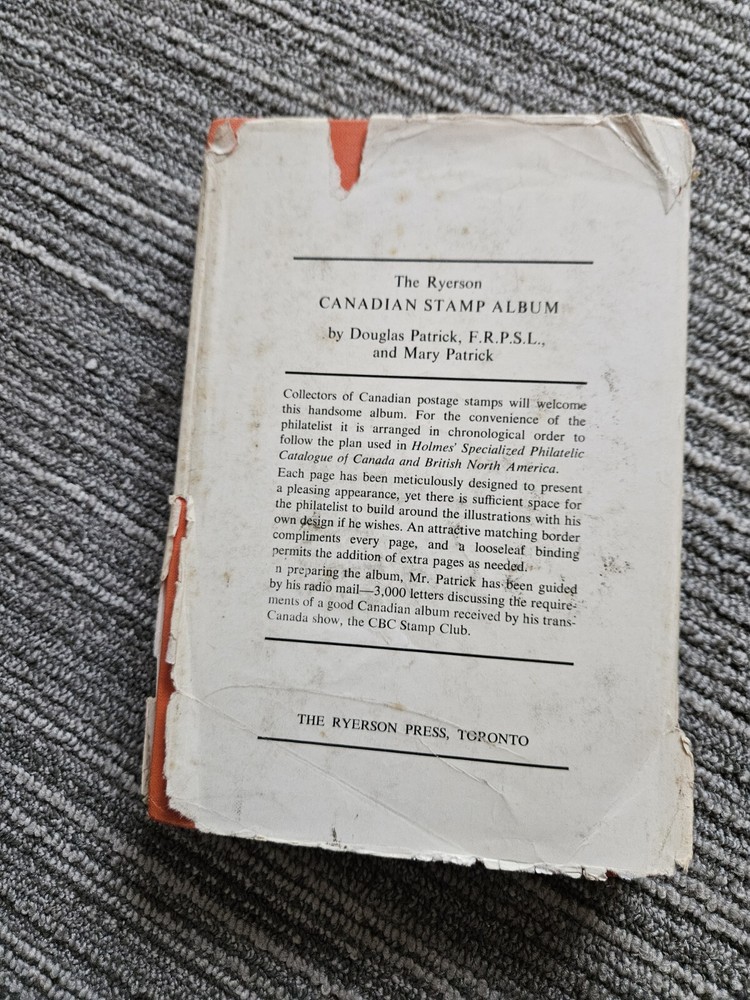 The Ryerson
CANADIAN STAMP ALBUM
by Douglas Patrick, F.R.P.S.L.,
and Mary Patrick
Collectors of Canadian postage stamps will welcome
this handsome album. For the convenience of the
philatelist it is arranged in chronological order to
follow the plan used in Holmes' Specialized Philatelic
Catalogue of Canada and British North America.
Each page has been meticulously designed to present
a pleasing appearance, yet there is sufficient space for
the philatelist to build around the illustrations with his
own design if he wishes. An attractive matching border
compliments every page, and a looseleaf binding
permits the addition of extra pages as needed.
n preparing the album, Mr. Patrick has been guided
by his radio mail—3,000 letters discussing the require-
ments of a good Canadian album received by his trans-
Canada show, the CBC Stamp Club.
THE RYERSON PRESS, TORONTO